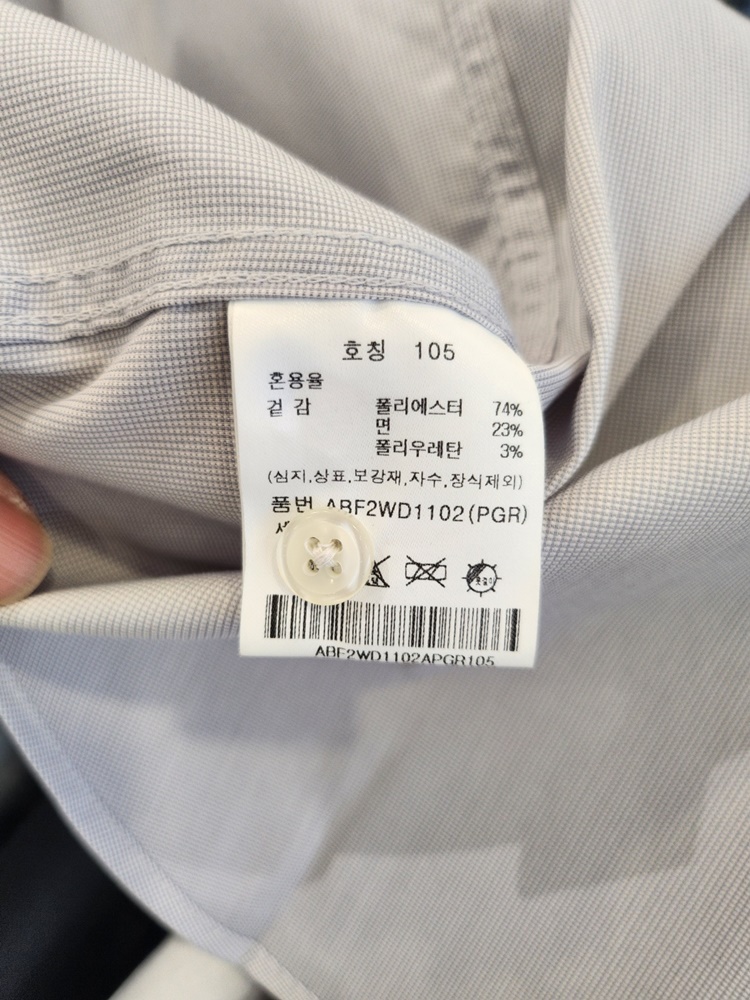 호칭 105
혼용율
겉 감 폴리에스터 74%
면 23%
폴리우레탄 3%
(심지,상표,보강재,자수,장식제외)
품번 ABF2WD1102(PGR)
ABF2WD1102APGR105